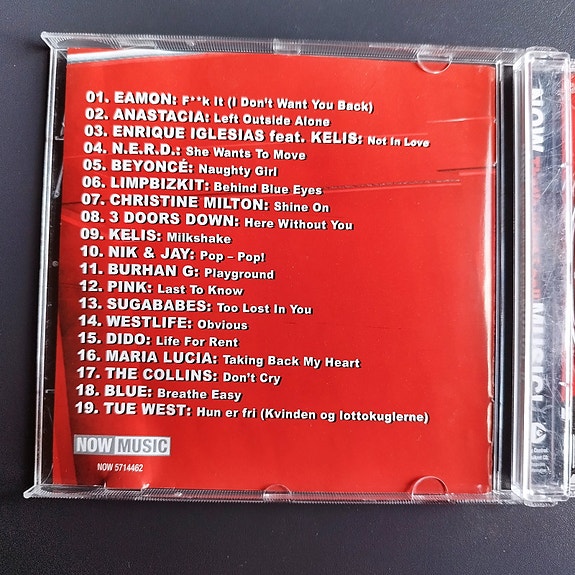 01. EAMON: F**k It (I Don't Want You Back)
02. ANASTACIA: Left Outside Alone
03. ENRIQUE IGLESIAS feat. KELIS: Not in Love
04. N.E.R.D.: She Wants To Move
05. BEYONCÉ: Naughty Girl
06. LIMPBIZKIT: Behind Blue Eyes
07. CHRISTINE MILTON: Shine On
08. 3 DOORS DOWN: Here Without You
09. KELIS: Milkshake
10. NIK & JAY: Pop – Pop!
11. BURHAN G: Playground
12. PINK: Last To Know
13. SUGABABES: Too Lost In You
14. WESTLIFE: Obvious
15. DIDO: Life For Rent
16. MARIA LUCIA: Taking Back My Heart
17. THE COLLINS: Don't Cry
18. BLUE: Breathe Easy
19. TUE WEST: Hun er fri (Kvinden og lottokuglerne)
NOW MUSIC
NOW 5714462
NOW
MUSIC!